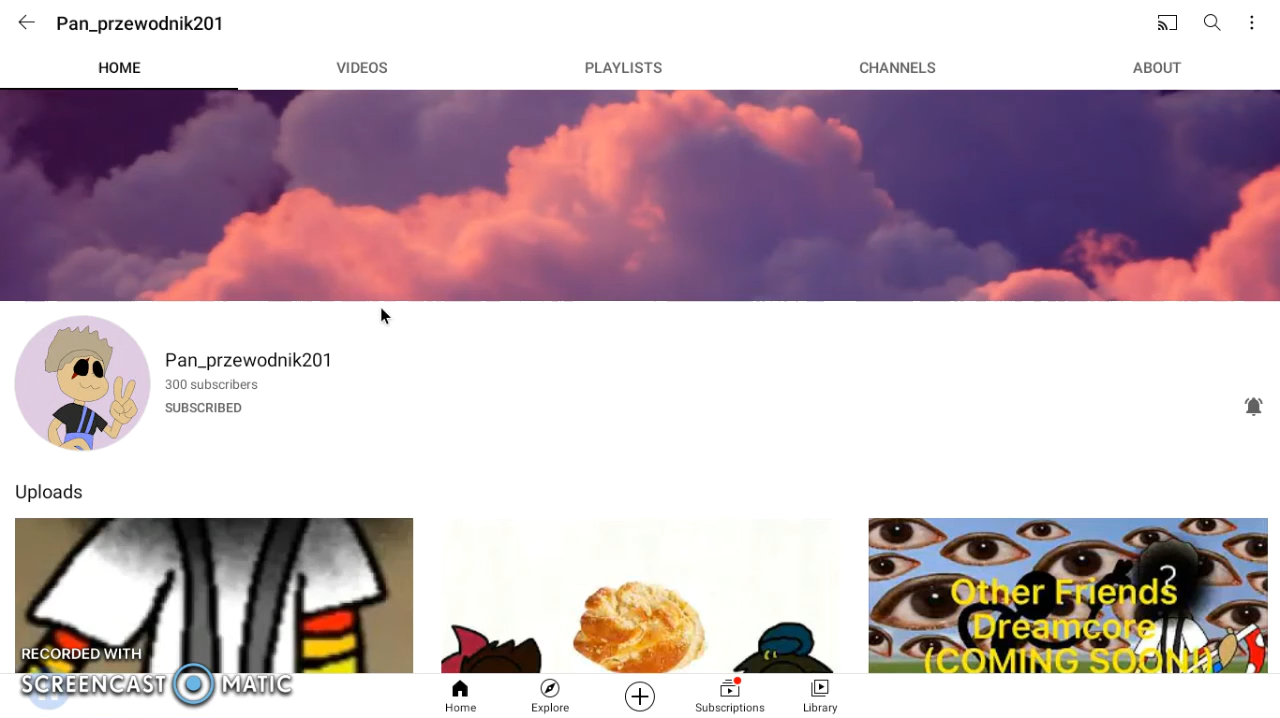 Pan_przewodnik201
HOME
VIDEOS
PLAYLISTS
CHANNELS
ABOUT
Pan_przewodnik201
300 subscribers
SUBSCRIBED
Uploads
?
Other Friends
Dreamcore
(COMING SOON!)
RECORDED WITH
SCREENCAST MATIC
Home
Explore
Subscriptions
Library